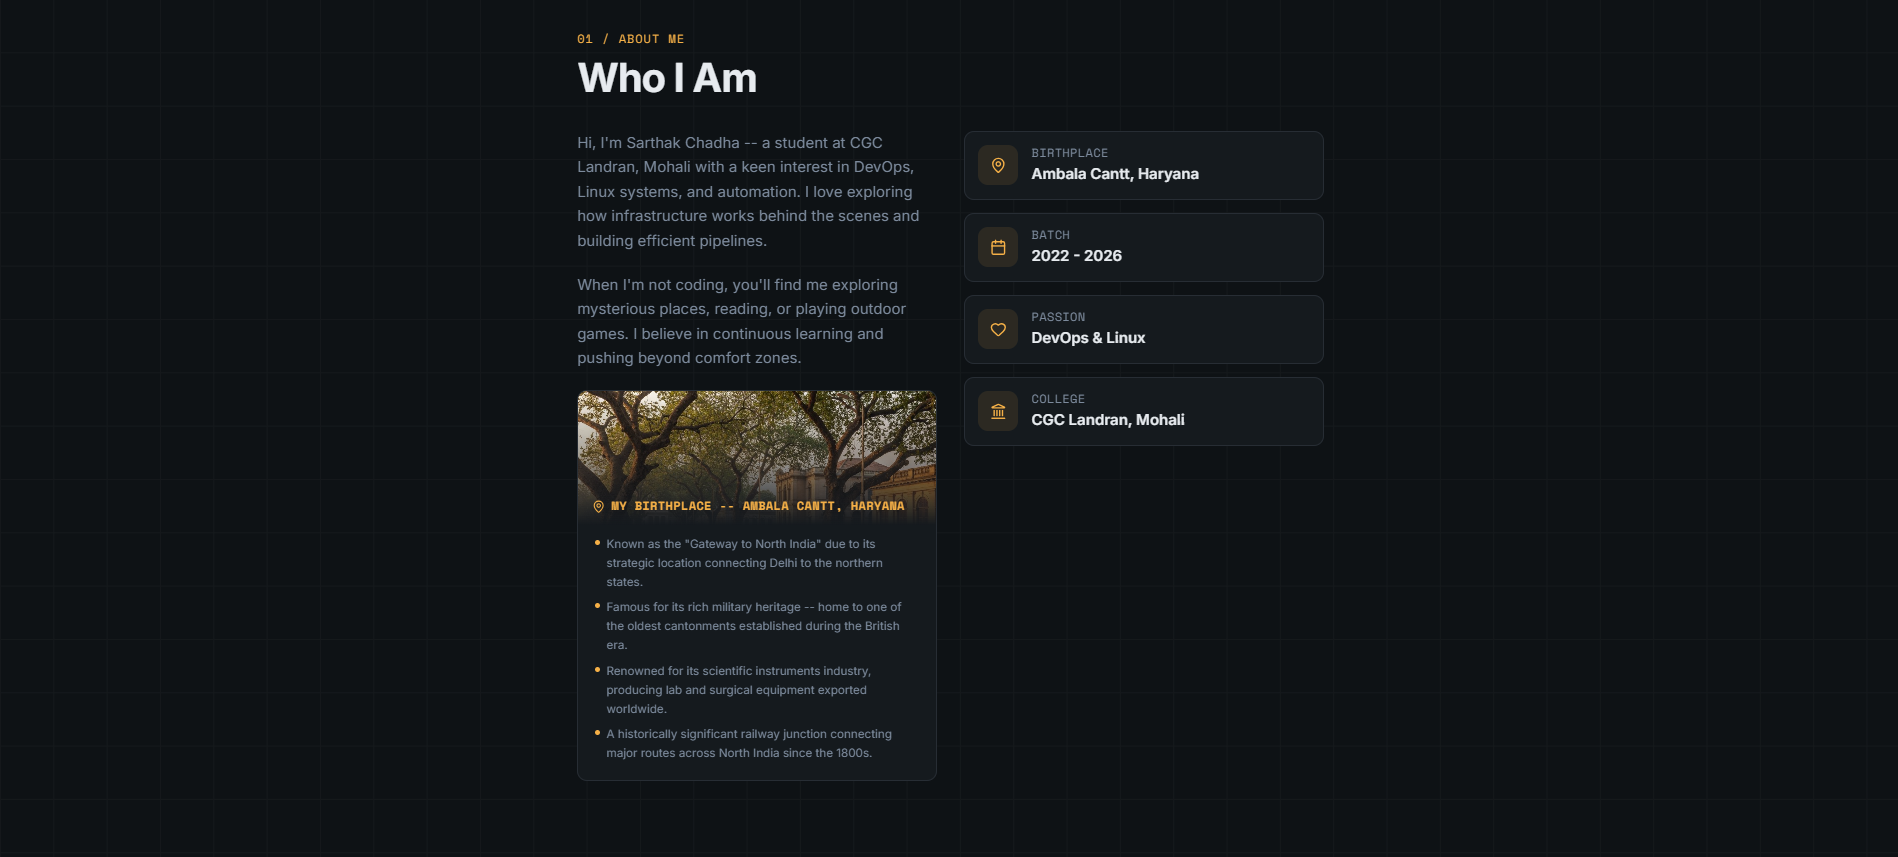 01 / ABOUT ME
Who I Am
Hi, I'm Sarthak Chadha -- a student at CGC
Landran, Mohali with a keen interest in DevOps,
Linux systems, and automation. I love exploring
how infrastructure works behind the scenes and
building efficient pipelines.
When I'm not coding, you'll find me exploring
mysterious places, reading, or playing outdoor
games. I believe in continuous learning and
pushing beyond comfort zones.
MY BIRTHPLACE -- AMBALA CANTT, HARYANA
Known as the "Gateway to North India" due to its
strategic location connecting Delhi to the northern
states.
Famous for its rich military heritage -- home to one of
the oldest cantonments established during the British
era.
Renowned for its scientific instruments industry,
producing lab and surgical equipment exported
worldwide.
A historically significant railway junction connecting
major routes across North India since the 1800s.
BIRTHPLACE
Ambala Cantt, Haryana
BATCH
2022 - 2026
PASSION
DevOps & Linux
COLLEGE
CGC Landran, Mohali